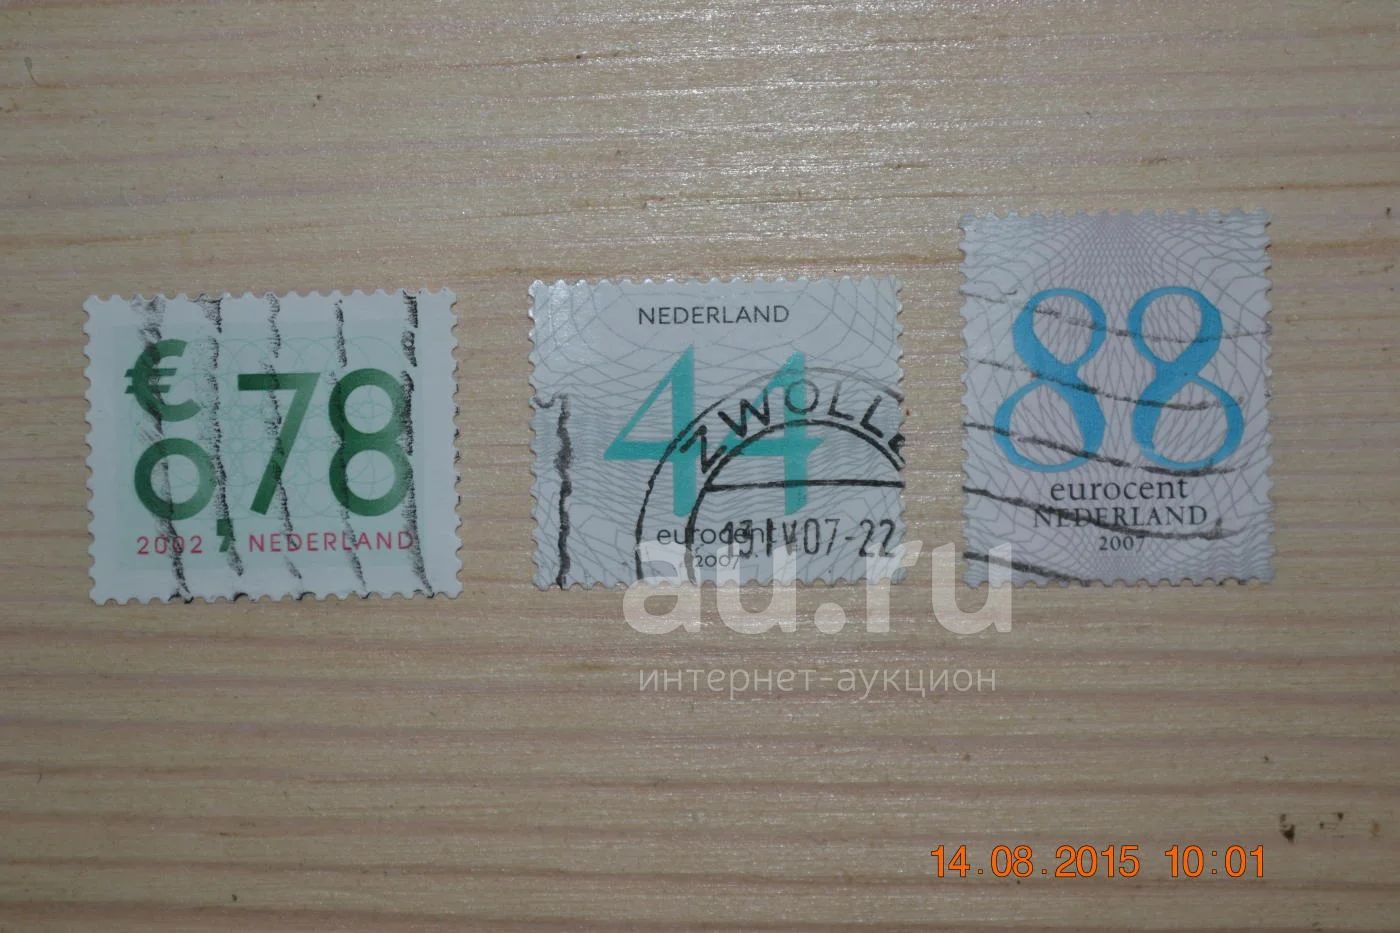 €
0,78
2002 NEDERLAND
NEDERLAND
44
eurocent
2007
ZWOLLE
13 IV 07-22
88
eurocent
NEDERLAND
2007
au.ru
интернет-аукцион
14.08.2015 10:01